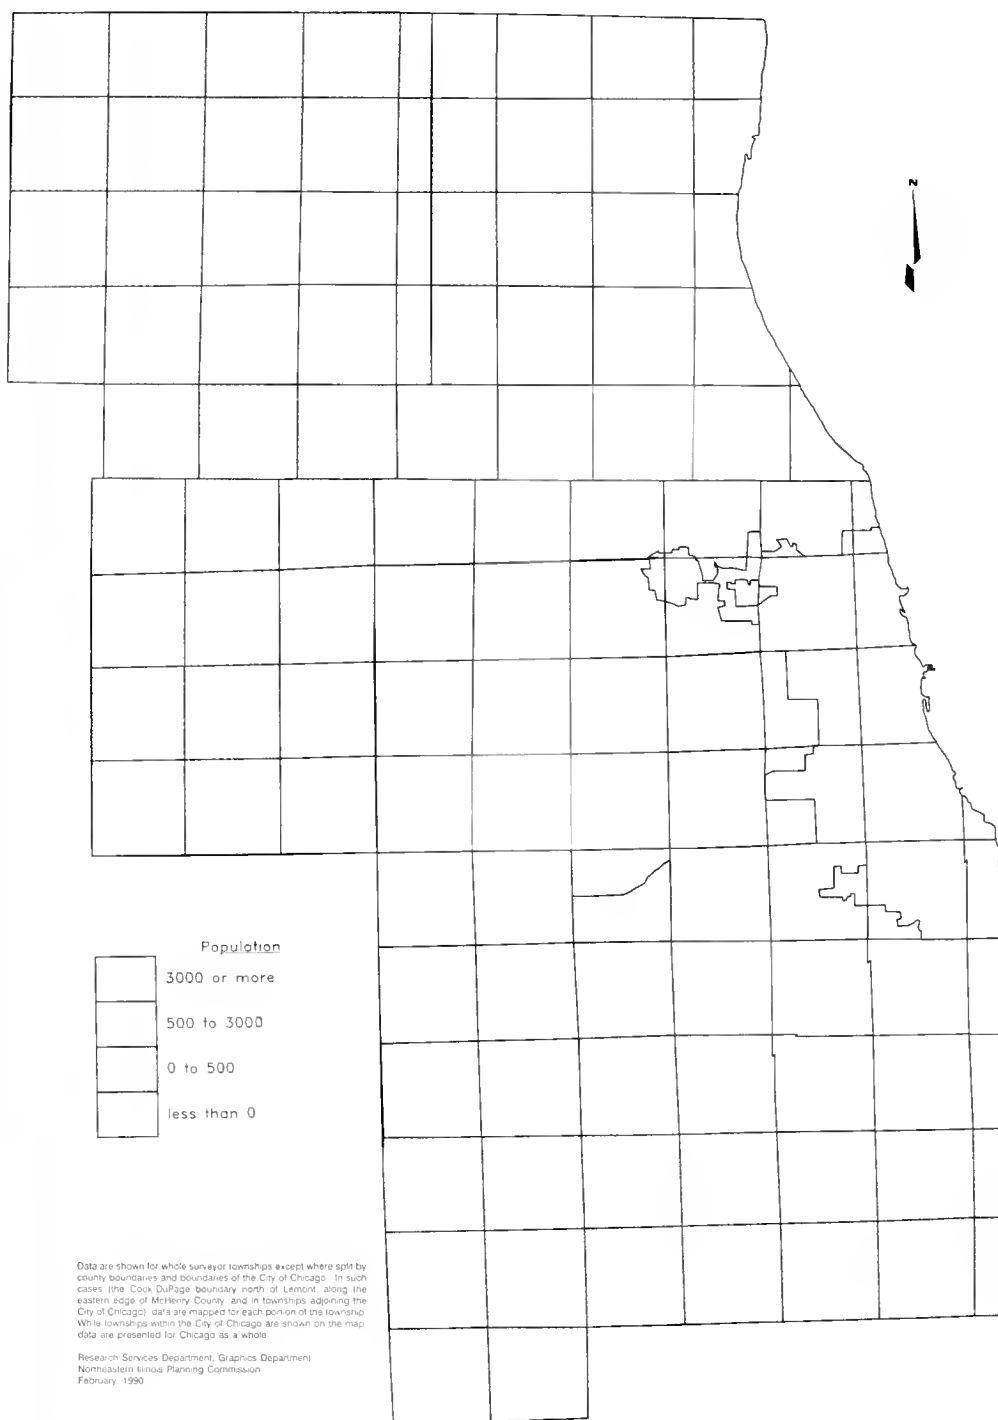 N
Population
3000 or more
500 to 3000
0 to 500
less than 0
Data are shown for whole surveyor townships except where split by
county boundaries and boundaries of the City of Chicago. In such
cases (the Cook DuPage boundary north of Lemont, along the
eastern edge of McHenry County, and in townships adjoining the
City of Chicago) data are mapped for each portion of the township.
While townships within the City of Chicago are shown on the map
data are presented for Chicago as a whole.
Research Services Department, Graphics Department
Northeastern Illinois Planning Commission
February 1990